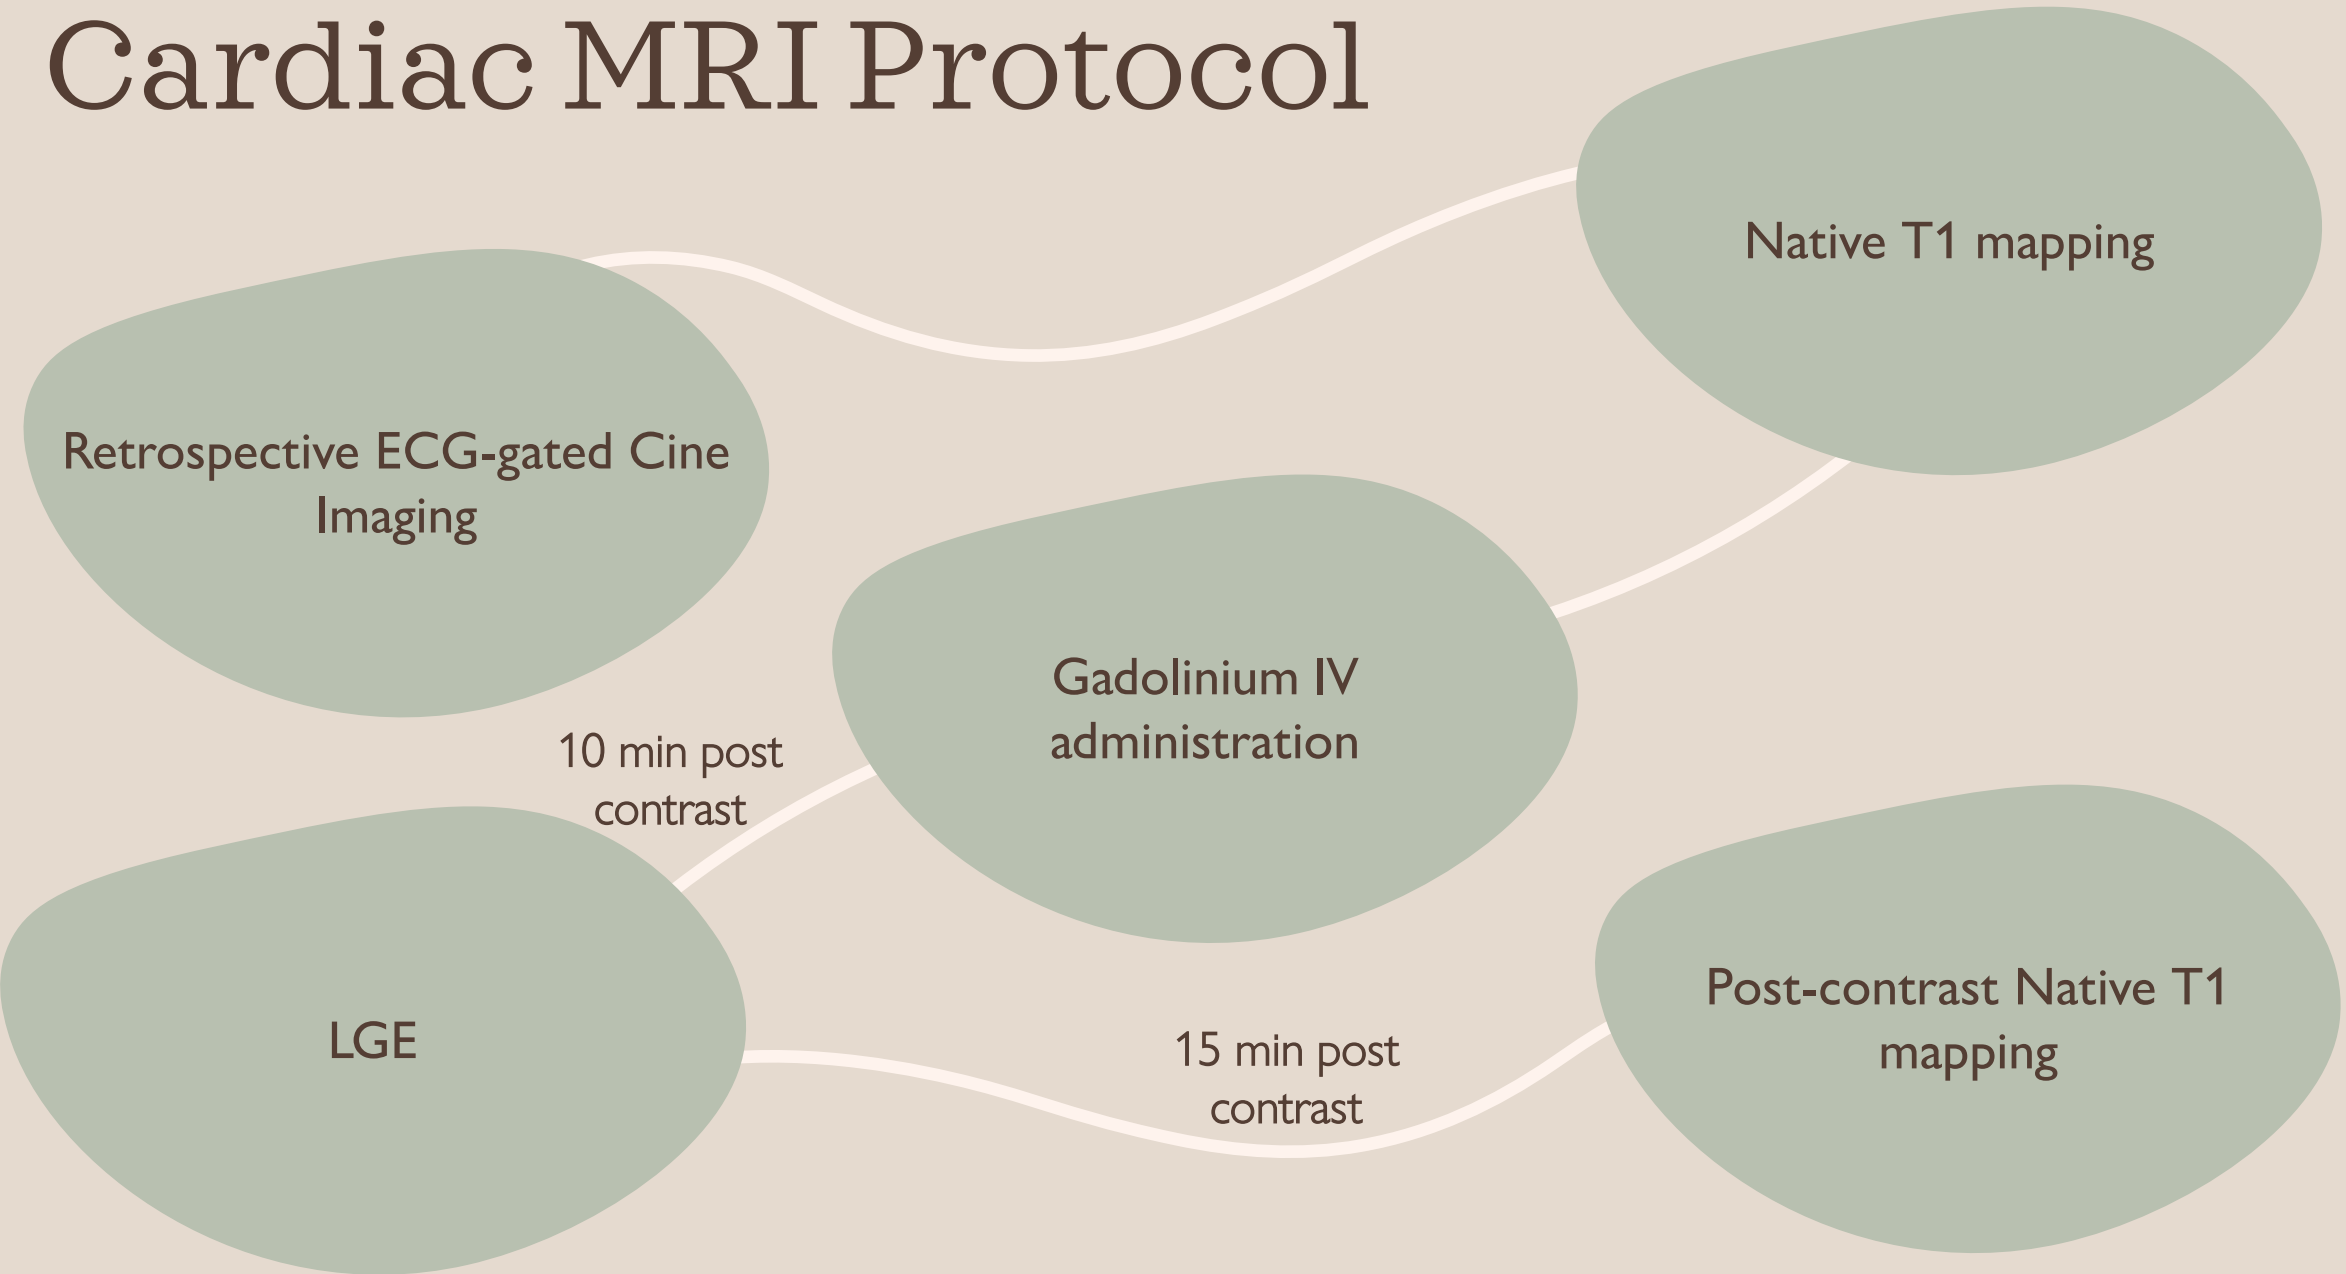 Cardiac MRI Protocol
Native T1 mapping
Retrospective ECG-gated Cine
Imaging
Gadolinium IV
administration
10 min post
contrast
LGE
15 min post
contrast
Post-contrast Native T1
mapping